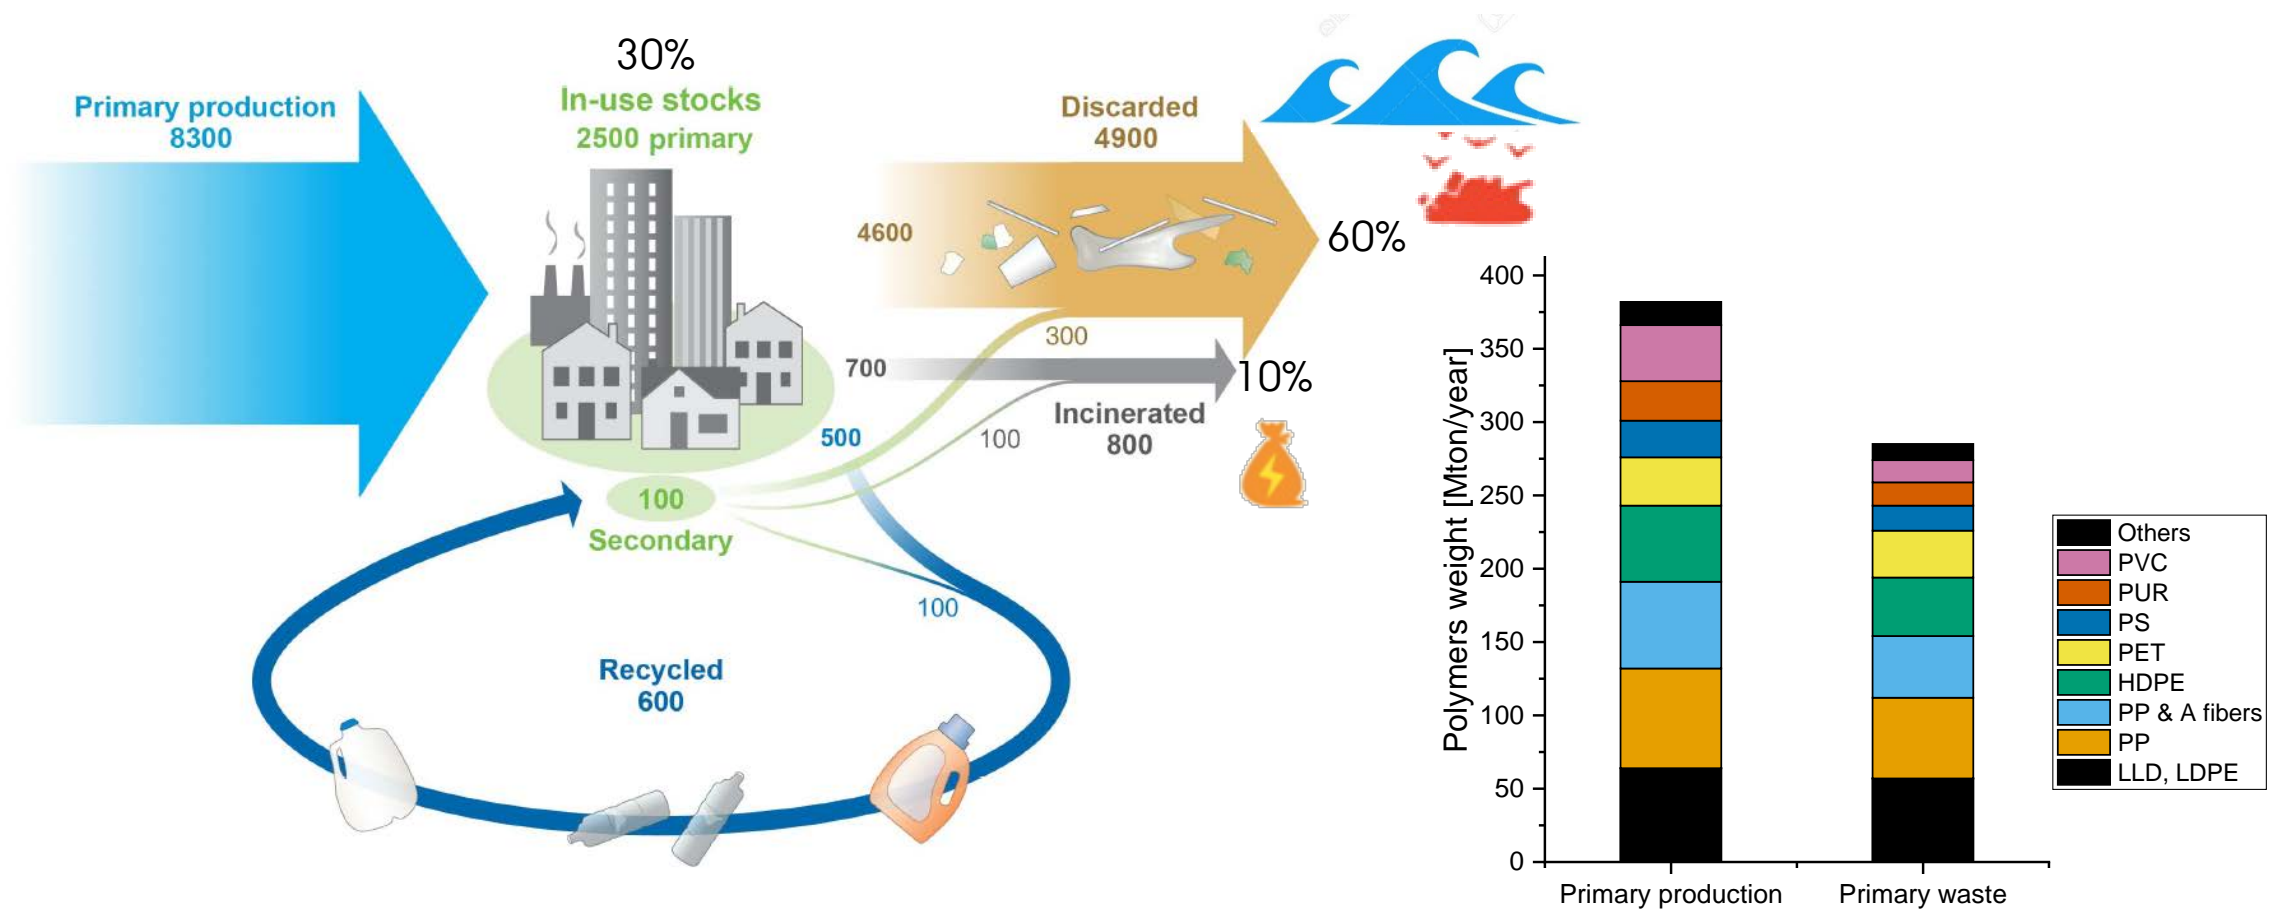 30%
Primary production
8300
In-use stocks
2500 primary
Discarded
4900
4600
60%
300
700
10%
Incinerated
800
500
100
100
Secondary
100
Recycled
600
Polymers weight [Mton/year]
400
350
300
250
200
150
100
50
0
Primary production
Primary waste
Others
PVC
PUR
PS
PET
HDPE
PP & A fibers
PP
LLD, LDPE